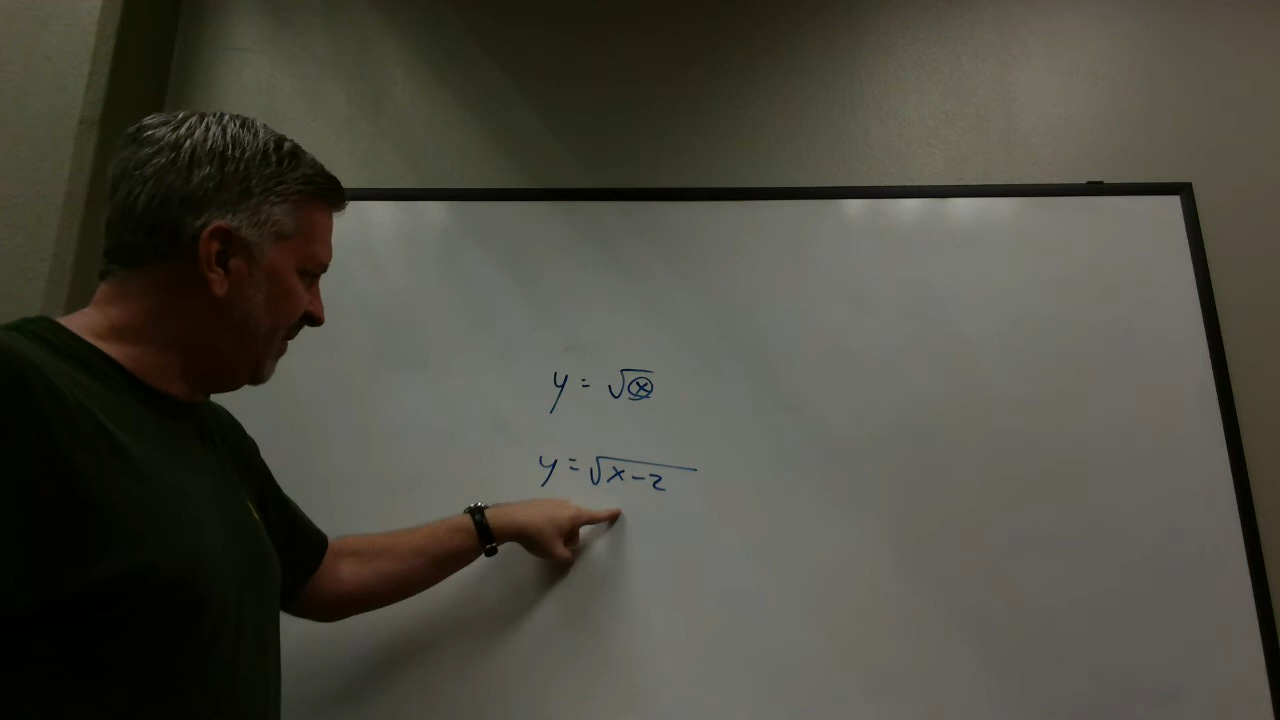 y = √x
y = √x-2